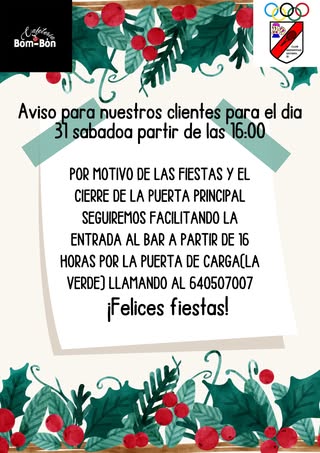 Cafetería
Bom-Bon
Aviso para nuestros clientes para el dia
31 sabadoa partir de las 16:00
POR MOTIVO DE LAS FIESTAS Y EL
CIERRE DE LA PUERTA PRINCIPAL
SEGUIREMOS FACILITANDO LA
ENTRADA AL BAR A PARTIR DE 16
HORAS POR LA PUERTA DE CARGA(LA
VERDE) LLAMANDO AL 640507007
¡Felices fiestas!